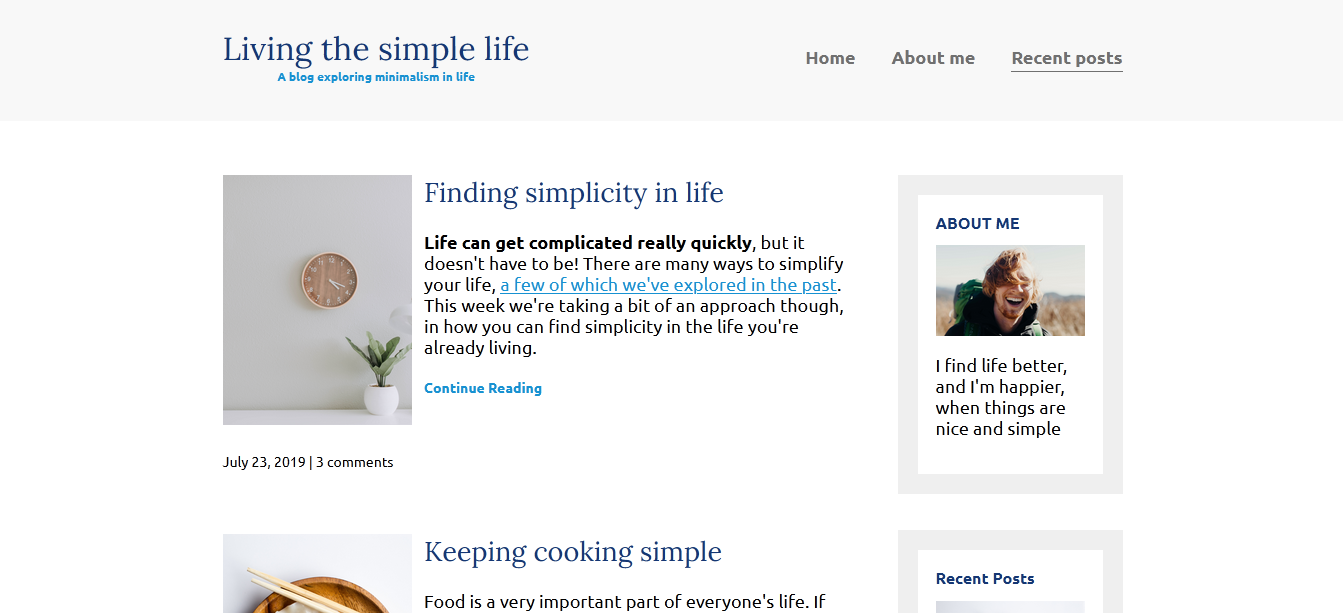 Living the simple life
A blog exploring minimalism in life
Home
About me
Recent posts
Finding simplicity in life
Life can get complicated really quickly, but it
doesn't have to be! There are many ways to simplify
your life, a few of which we've explored in the past.
This week we're taking a bit of an approach though,
in how you can find simplicity in the life you're
already living.
Continue Reading
July 23, 2019 | 3 comments
ABOUT ME
I find life better,
and I'm happier,
when things are
nice and simple
Keeping cooking simple
Food is a very important part of everyone's life. If
Recent Posts